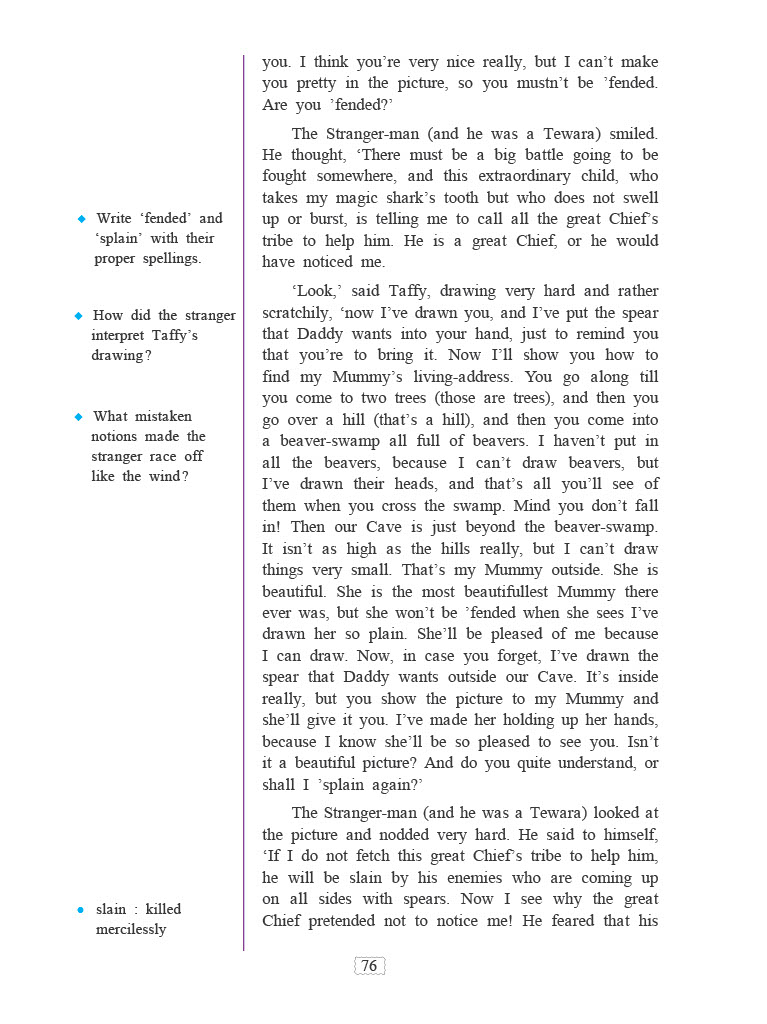 you. I think you’re very nice really, but I can’t make
you pretty in the picture, so you mustn’t be ’fended.
Are you ’fended?’
The Stranger-man (and he was a Tewara) smiled.
He thought, ‘There must be a big battle going to be
fought somewhere, and this extraordinary child, who
takes my magic shark’s tooth but who does not swell
up or burst, is telling me to call all the great Chief’s
tribe to help him. He is a great Chief, or he would
have noticed me.
‘Look,’ said Taffy, drawing very hard and rather
scratchily, ‘now I’ve drawn you, and I’ve put the spear
that Daddy wants into your hand, just to remind you
that you’re to bring it. Now I’ll show you how to
find my Mummy’s living-address. You go along till
you come to two trees (those are trees), and then you
go over a hill (that’s a hill), and then you come into
a beaver-swamp all full of beavers. I haven’t put in
all the beavers, because I can’t draw beavers, but
I’ve drawn their heads, and that’s all you’ll see of
them when you cross the swamp. Mind you don’t fall
in! Then our Cave is just beyond the beaver-swamp.
It isn’t as high as the hills really, but I can’t draw
things very small. That’s my Mummy outside. She is
beautiful. She is the most beautifullest Mummy there
ever was, but she won’t be ’fended when she sees I’ve
drawn her so plain. She’ll be pleased of me because
I can draw. Now, in case you forget, I’ve drawn the
spear that Daddy wants outside our Cave. It’s inside
really, but you show the picture to my Mummy and
she’ll give it you. I’ve made her holding up her hands,
because I know she’ll be so pleased to see you. Isn’t
it a beautiful picture? And do you quite understand, or
shall I ’splain again?’
The Stranger-man (and he was a Tewara) looked at
the picture and nodded very hard. He said to himself,
‘If I do not fetch this great Chief’s tribe to help him,
he will be slain by his enemies who are coming up
on all sides with spears. Now I see why the great
Chief pretended not to notice me! He feared that his
◆ Write ‘fended’ and
‘splain’ with their
proper spellings.
◆ How did the stranger
interpret Taffy’s
drawing?
◆ What mistaken
notions made the
stranger race off
like the wind?
● slain : killed
mercilessly
76